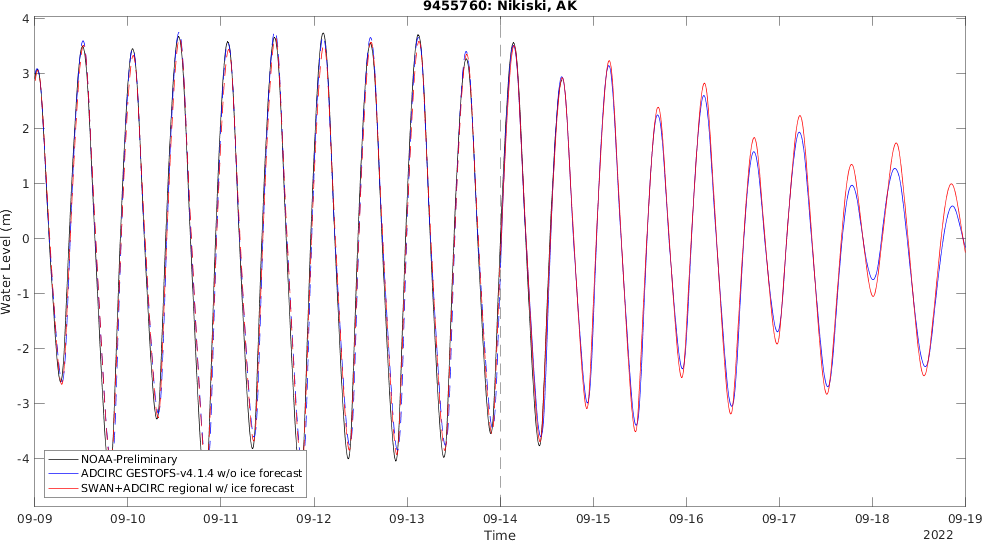 9455760: Nikiski, AK
4
3
2
1
0
-1
-2
-3
-4
Water Level (m)
NOAA-Preliminary
ADCIRC GESTOFS-v4.1.4 w/o ice forecast
SWAN+ADCIRC regional w/ ice forecast
09-09 09-10 09-11 09-12 09-13 09-14 09-15 09-16 09-17 09-18 09-19
Time
2022